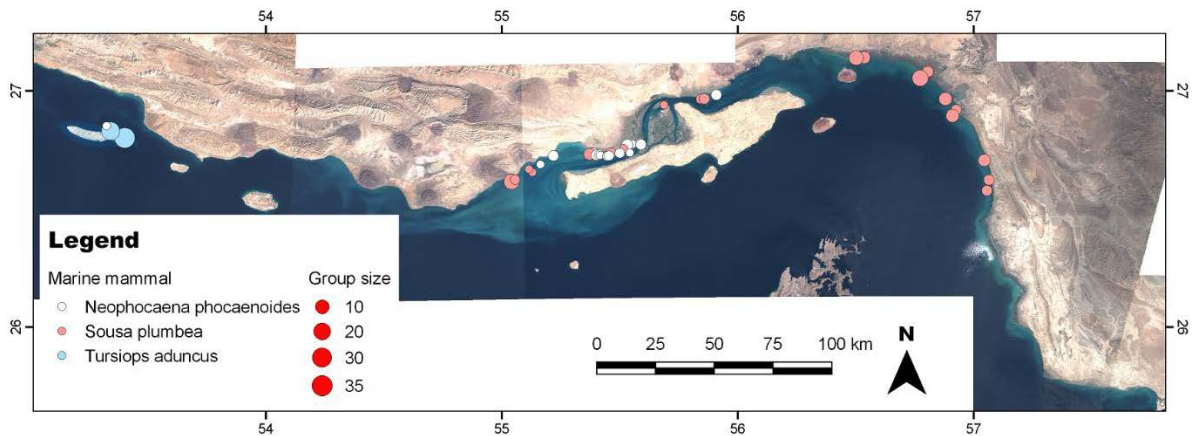 54 55 56 57
27 27
Legend
Marine mammal Group size
Neophocaena phocaenoides 10
Sousa plumbea 20
Tursiops aduncus 30
35
0 25 50 75 100 km
N
26 26
54 55 56 57